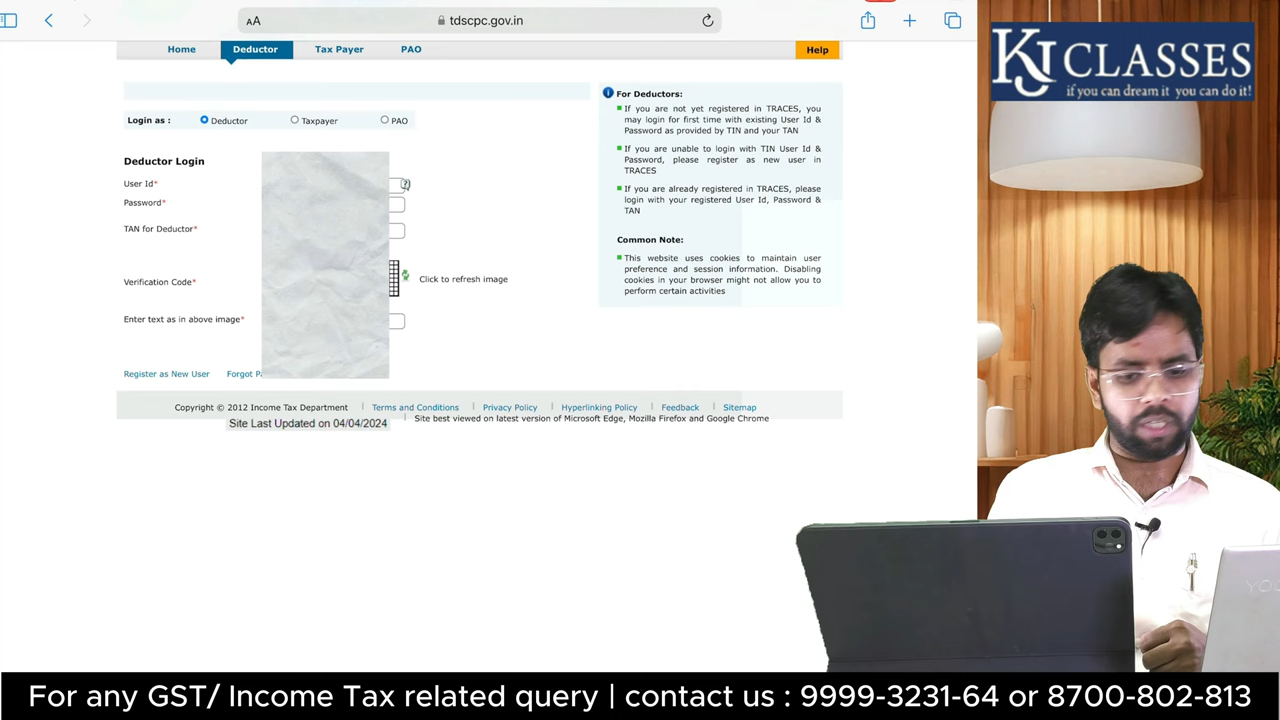 AA
tdscpc.gov.in
Home
Deductor
Tax Payer
PAO
Help
Login as :
Deductor
Taxpayer
PAO
Deductor Login
User Id*
Password*
TAN for Deductor*
Verification Code*
Click to refresh image
Enter text as in above image*
Register as New User
Forgot Pa
For Deductors:
If you are not yet registered in TRACES, you
may login for first time with existing User Id &
Password as provided by TIN and your TAN
If you are unable to login with TIN User Id &
Password, please register as new user in
TRACES
If you are already registered in TRACES, please
login with your registered User Id, Password &
TAN
Common Note:
This website uses cookies to maintain user
preference and session information. Disabling
cookies in your browser might not allow you to
perform certain activities
Copyright © 2012 Income Tax Department
Terms and Conditions
Privacy Policy
Hyperlinking Policy
Feedback
Sitemap
Site Last Updated on 04/04/2024
Site best viewed on latest version of Microsoft Edge, Mozilla Firefox and Google Chrome
KJ CLASSES
if you can dream it you can do it!
For any GST/ Income Tax related query | contact us : 9999-3231-64 or 8700-802-813